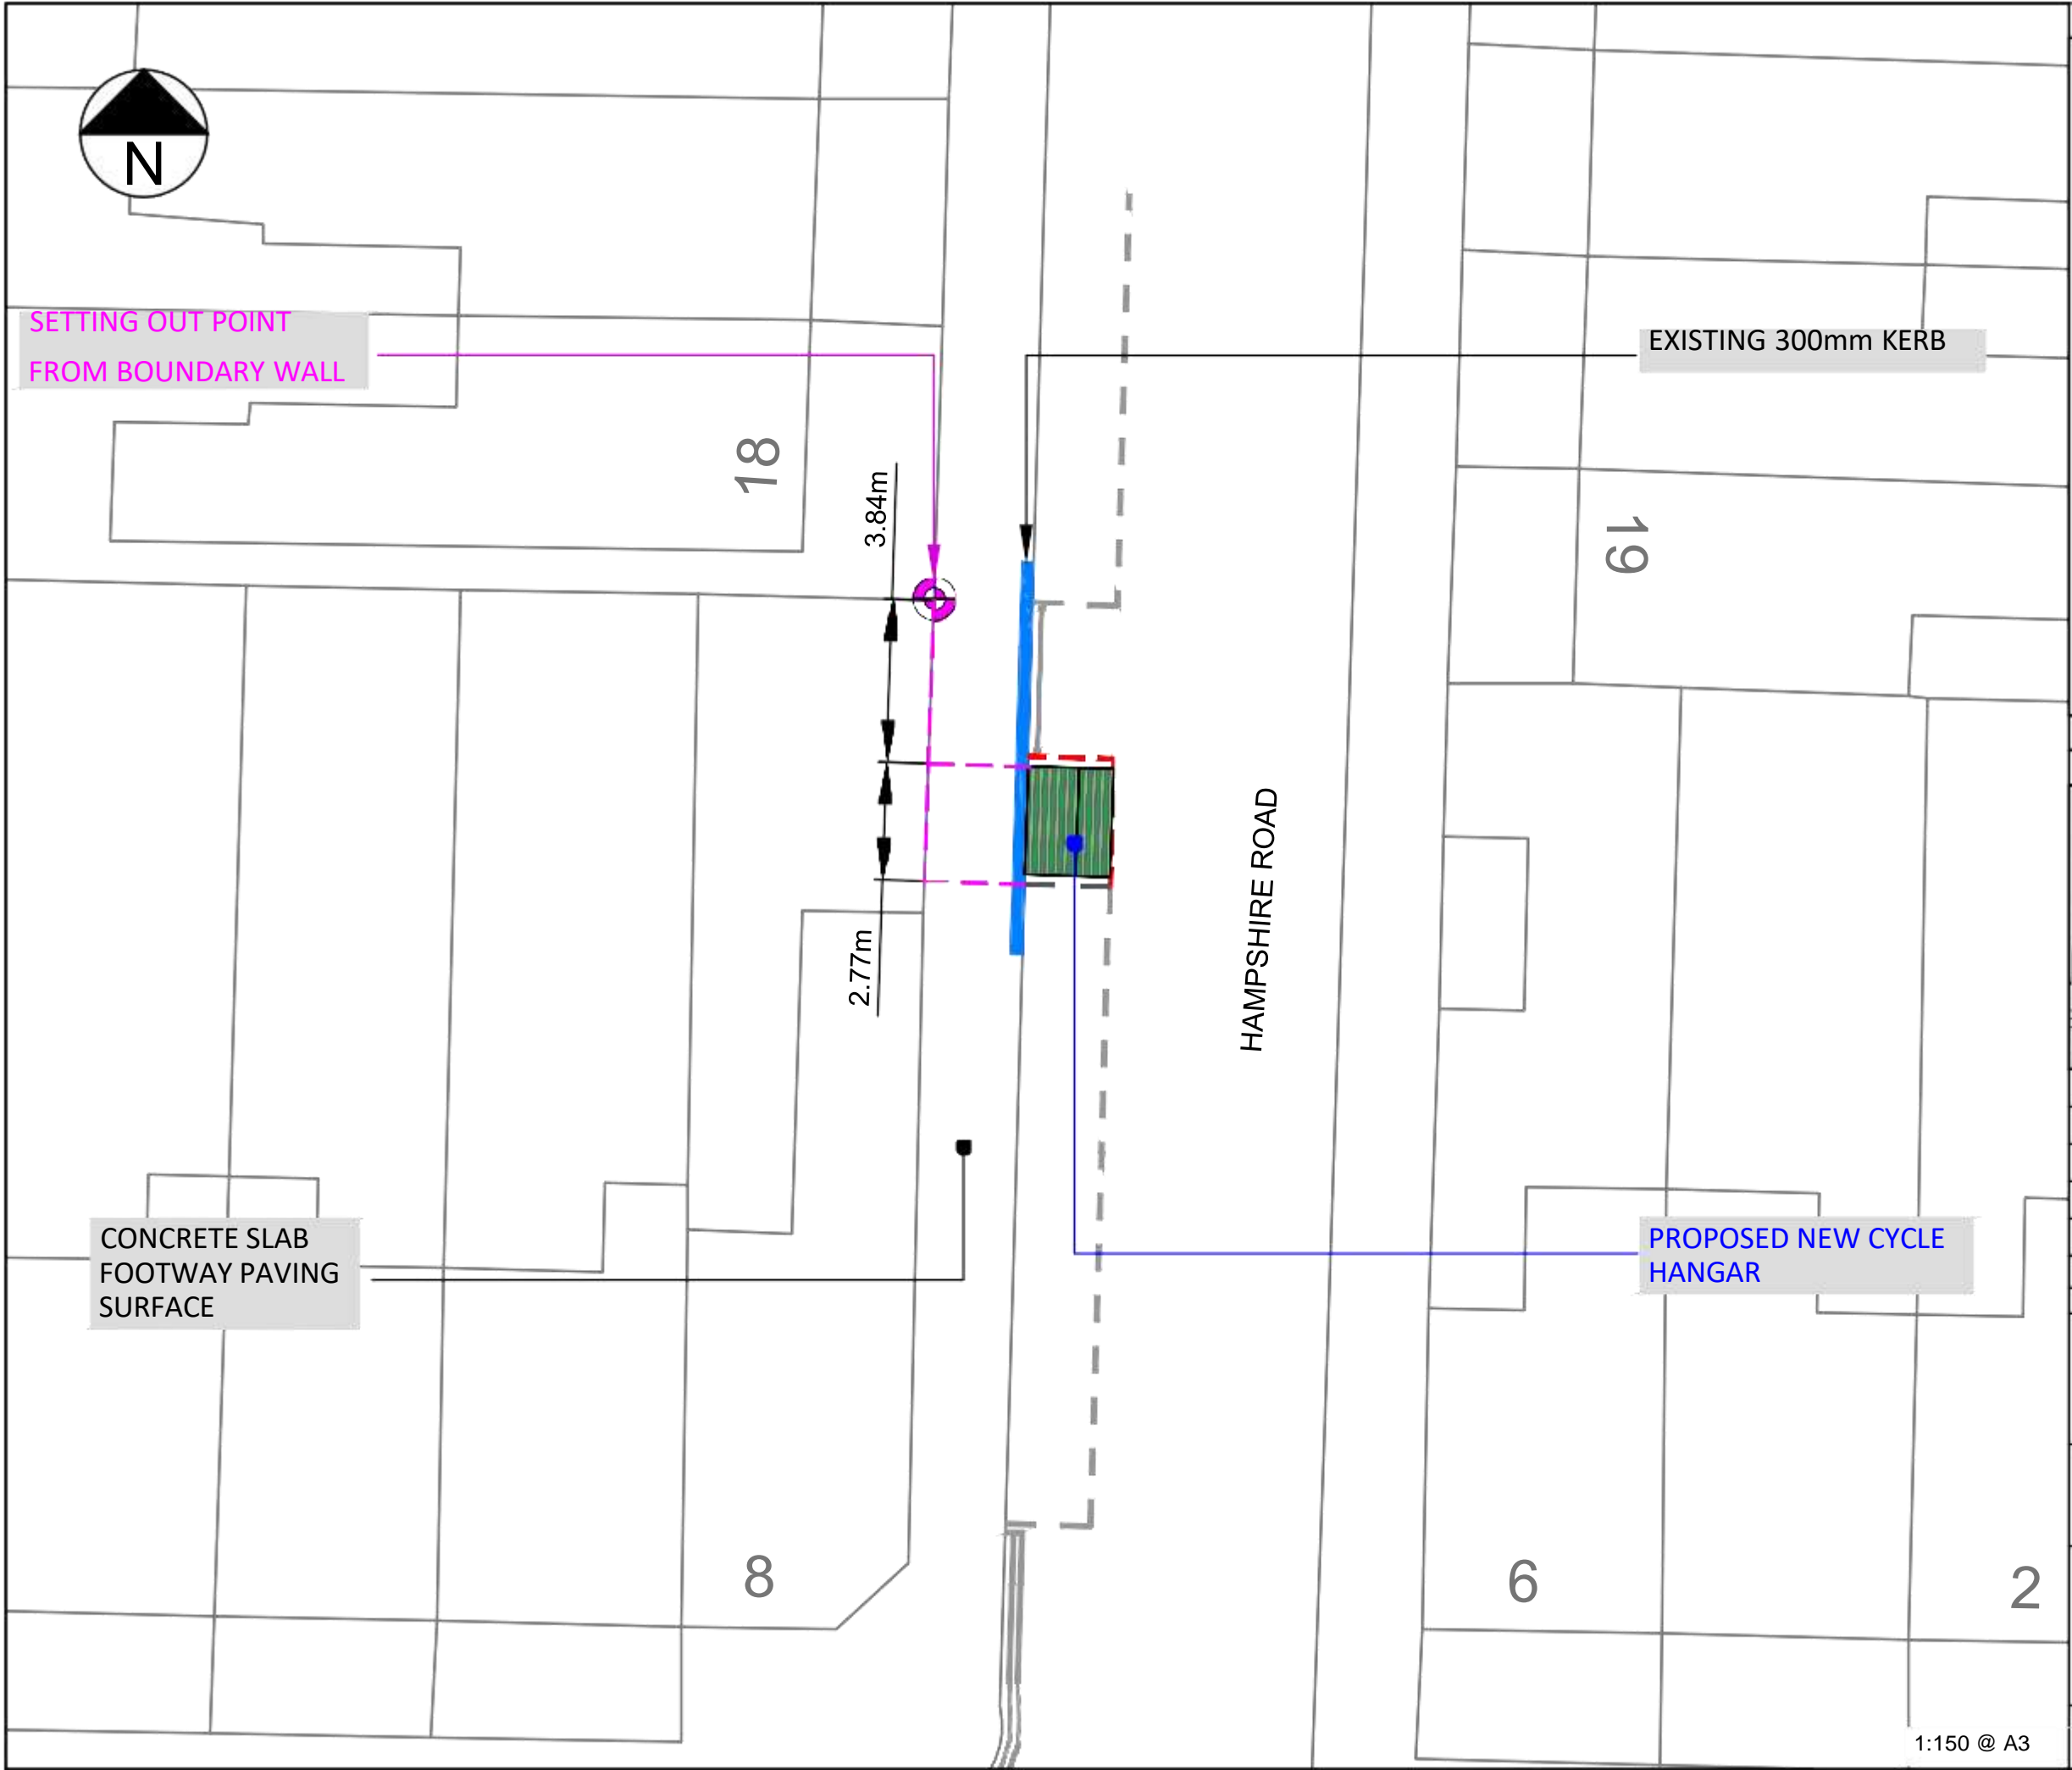 N
SETTING OUT POINT
FROM BOUNDARY WALL
EXISTING 300mm KERB
18
3.84m
19
HAMPSHIRE ROAD
2.77m
CONCRETE SLAB
FOOTWAY PAVING
SURFACE
PROPOSED NEW CYCLE
HANGAR
8
6
2
1:150 @ A3